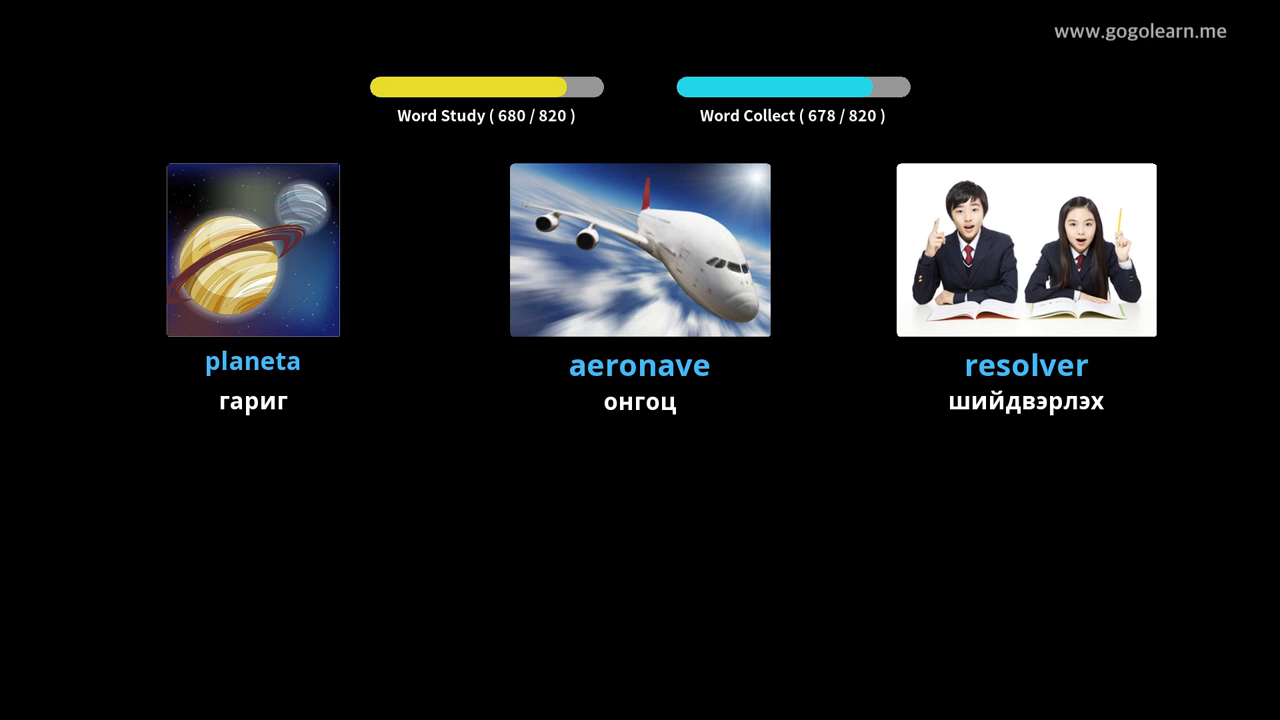 www.gogolearn.me
Word Study ( 680 / 820 )
Word Collect ( 678 / 820 )
planeta
гариг
aeronave
онгоц
resolver
шийдвэрлэх